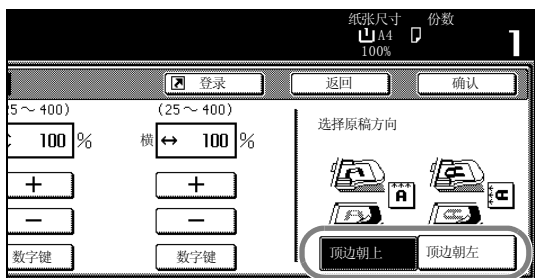 纸张尺寸 份数
A4
100%
1
登录 返回 确认
5～400) (25～400)
选择原稿方向
100 % 横 ↔ 100 %
A
+ +
− −
数字键 数字键 顶边朝上 顶边朝左